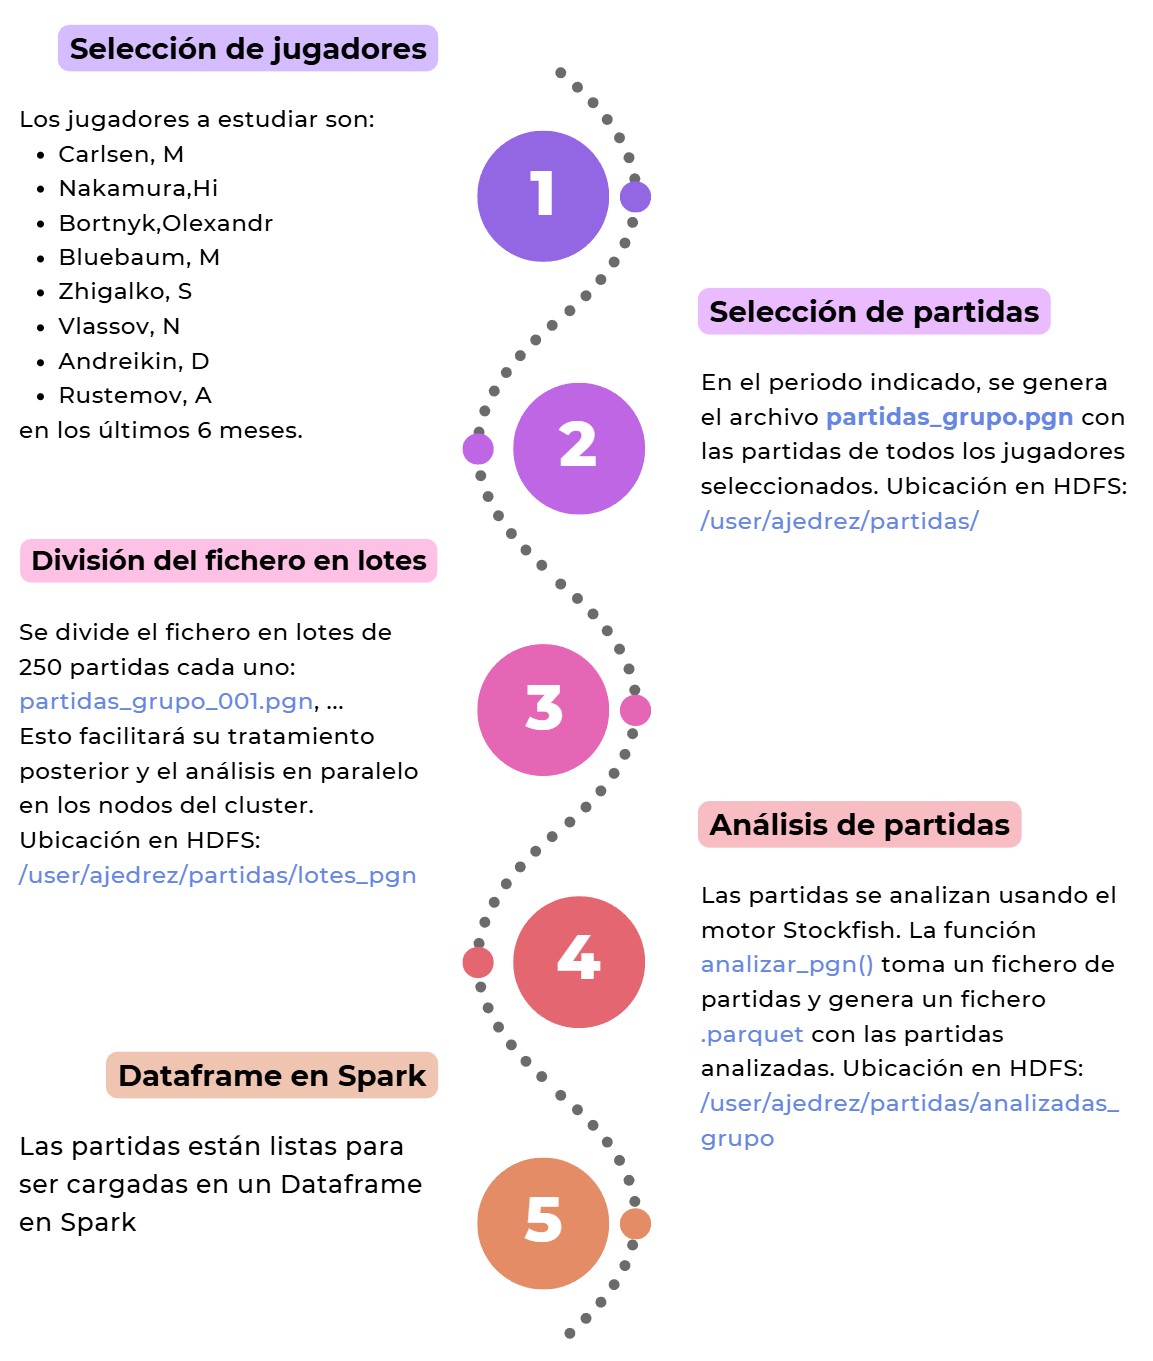 Selección de jugadores
Los jugadores a estudiar son:
• Carlsen, M
• Nakamura,Hi
• Bortnyk,Olexandr
• Bluebaum, M
• Zhigalko, S
• Vlassov, N
• Andreikin, D
• Rustemov, A
en los últimos 6 meses.
1
Selección de partidas
En el periodo indicado, se genera
el archivo partidas_grupo.pgn con
las partidas de todos los jugadores
seleccionados. Ubicación en HDFS:
/user/ajedrez/partidas/
2
División del fichero en lotes
Se divide el fichero en lotes de
250 partidas cada uno:
partidas_grupo_001.pgn, ...
Esto facilitará su tratamiento
posterior y el análisis en paralelo
en los nodos del cluster.
Ubicación en HDFS:
/user/ajedrez/partidas/lotes_pgn
3
Análisis de partidas
Las partidas se analizan usando el
motor Stockfish. La función
analizar_pgn() toma un fichero de
partidas y genera un fichero
.parquet con las partidas
analizadas. Ubicación en HDFS:
/user/ajedrez/partidas/analizadas_
grupo
4
Dataframe en Spark
Las partidas están listas para
ser cargadas en un Dataframe
en Spark
5